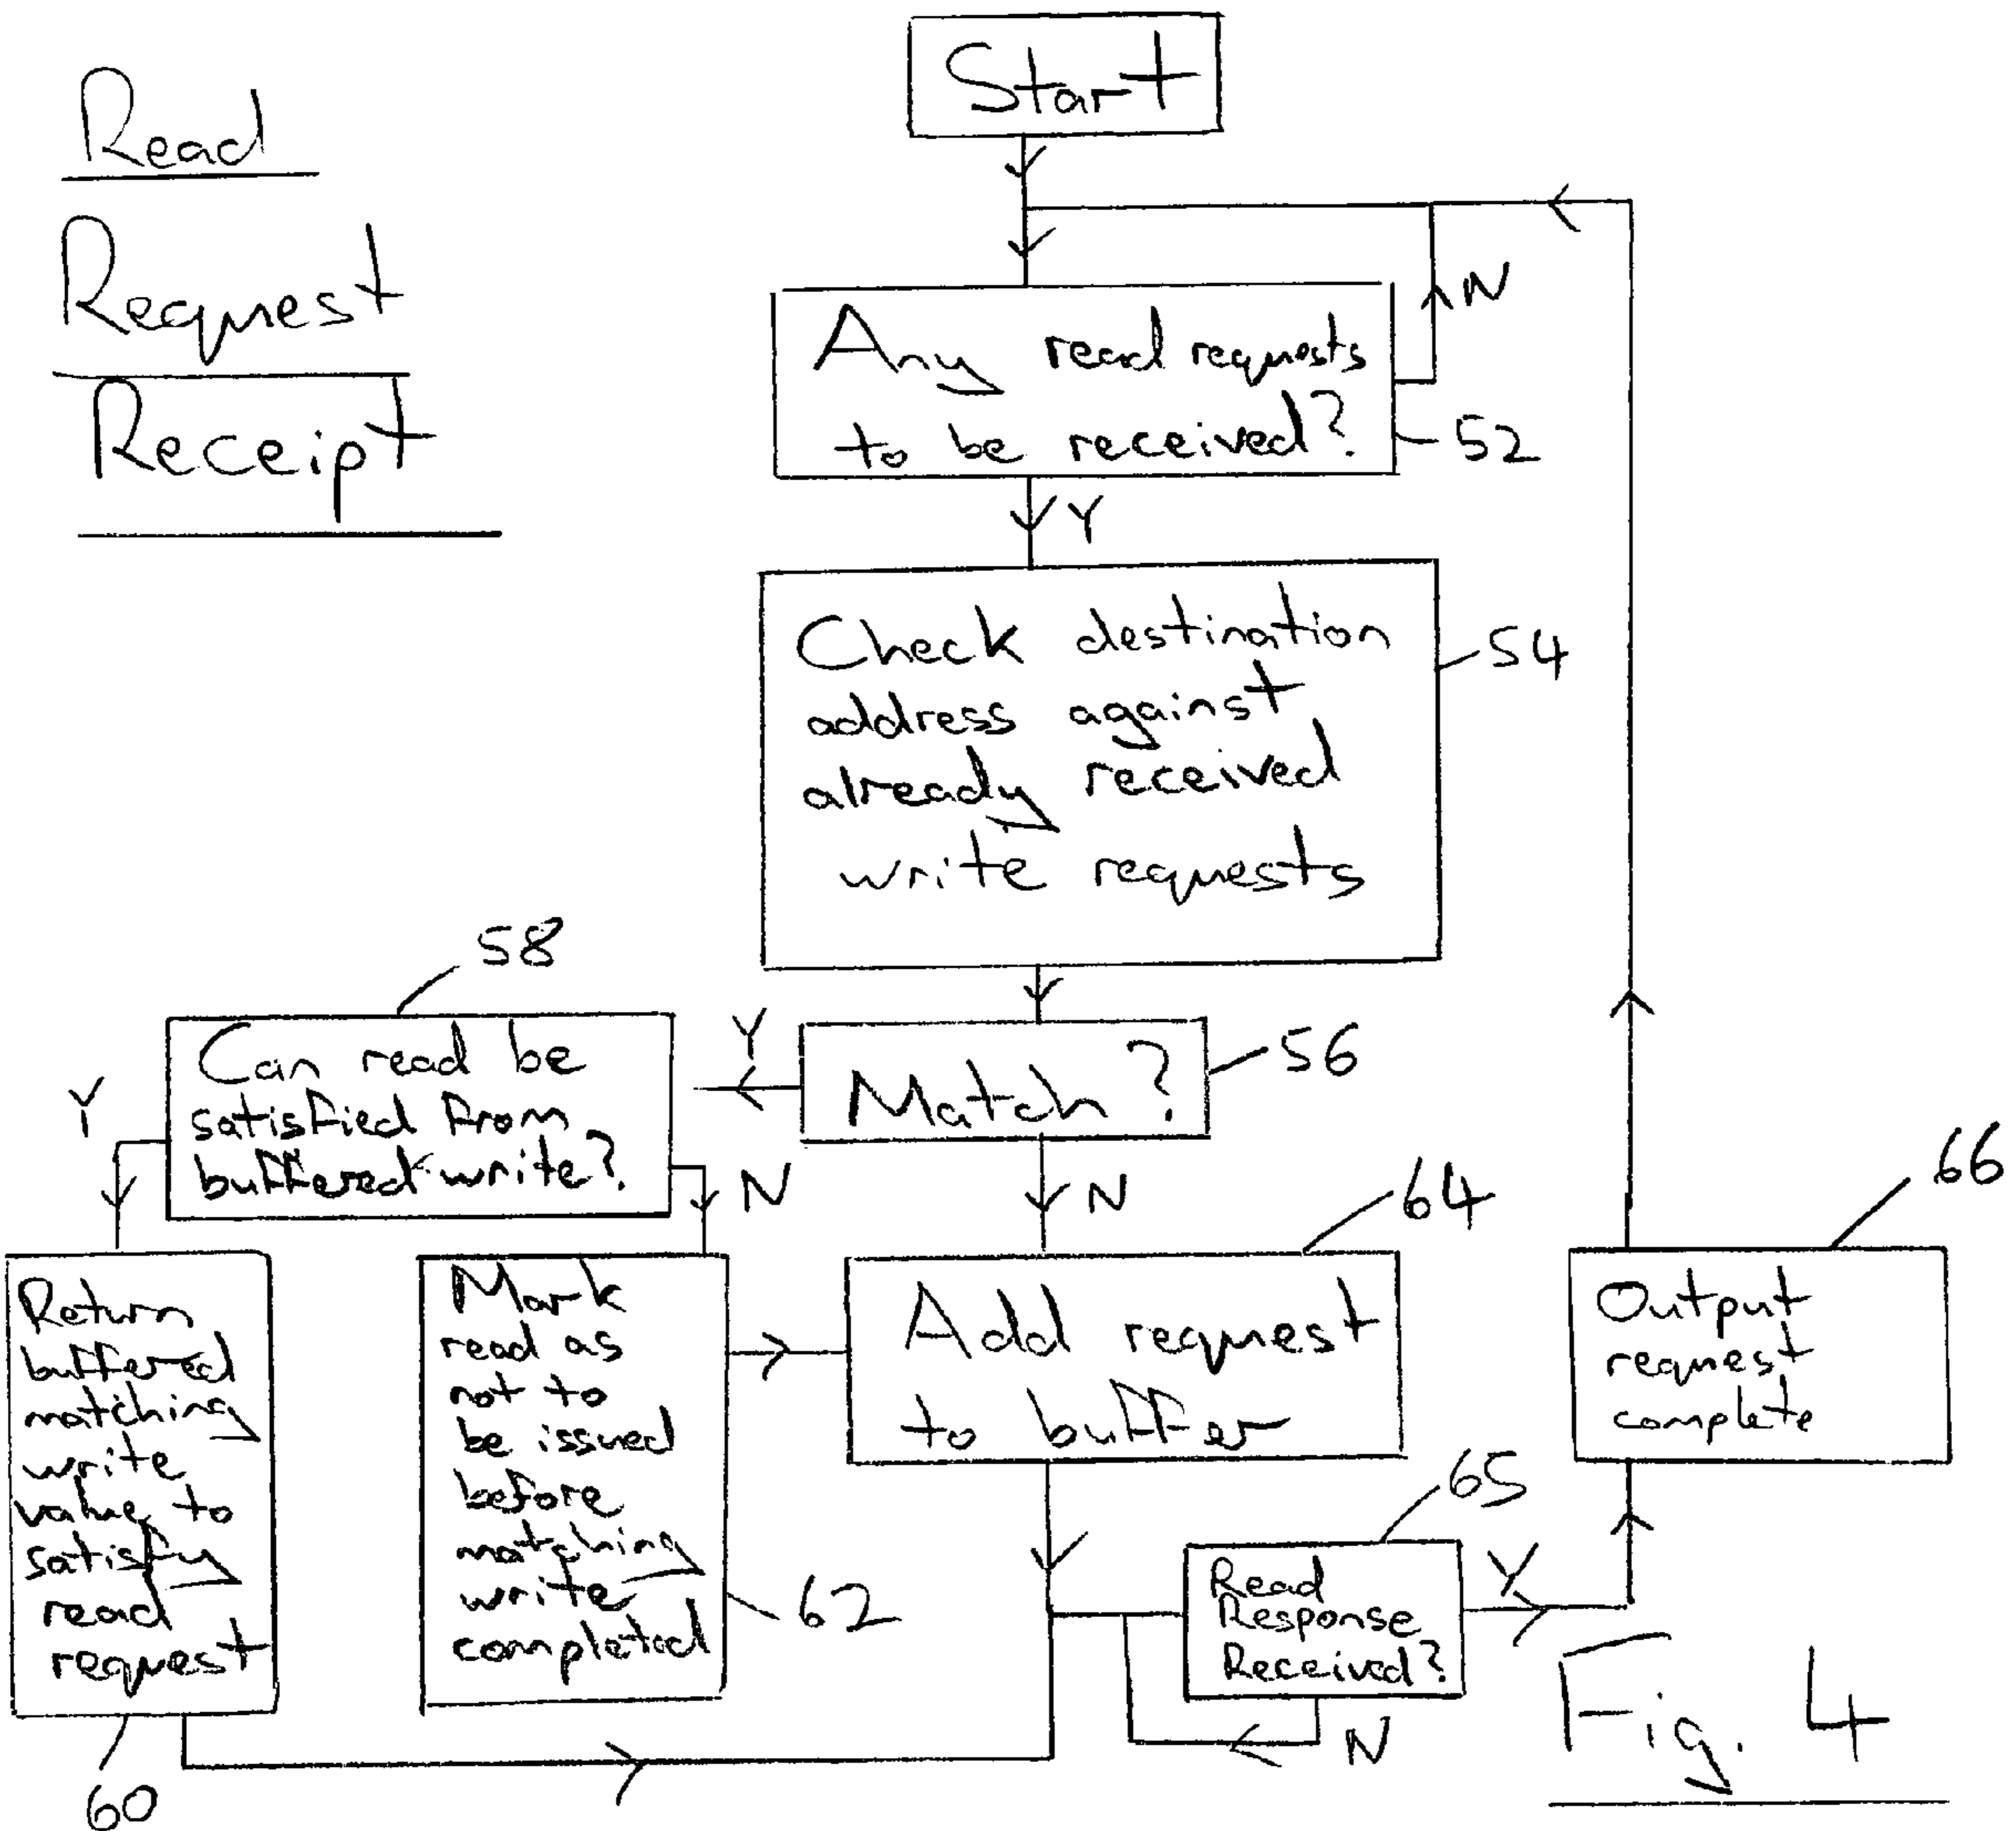 Read
Request
Receipt
Start
N
Any read requests
to be received?
52
Y
Check destination
address against
already received
write requests
54
58
Can read be
satisfied from
buffered write?
Y
Y
Match?
56
N
N
64
66
Return
buffered
matching
write
value to
satisfy
read
request
60
Mark
read as
not to
be issued
before
matching
write
completed
62
Add request
to buffer
Output
request
complete
65
Read
Response
Received?
Y
N
Fig. 4